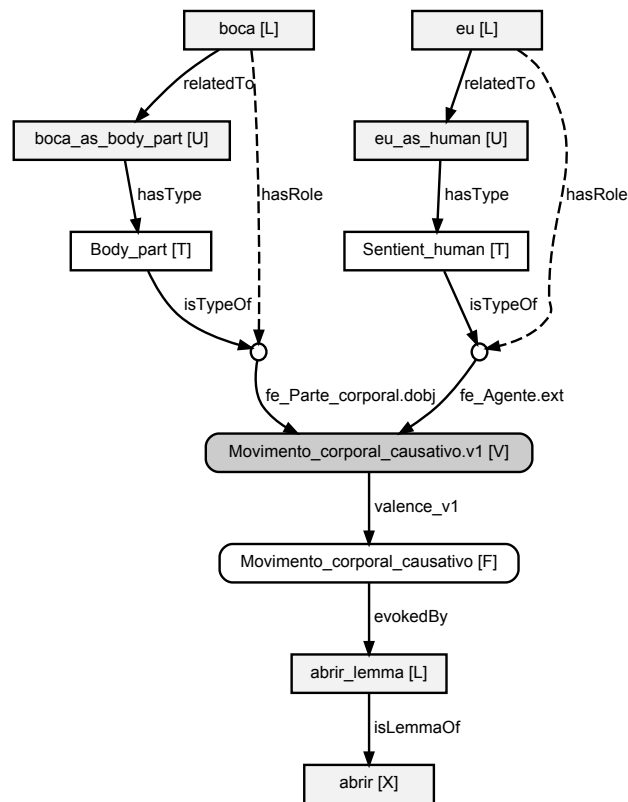 boca [L]
eu [L]
relatedTo
relatedTo
boca_as_body_part [U]
eu_as_human [U]
hasType
hasRole
hasType
hasRole
Body_part [T]
Sentient_human [T]
isTypeOf
isTypeOf
fe_Parte_corporal.dobj
fe_Agente.ext
Movimento_corporal_causativo.v1 [V]
valence_v1
Movimento_corporal_causativo [F]
evokedBy
abrir_lemma [L]
isLemmaOf
abrir [X]